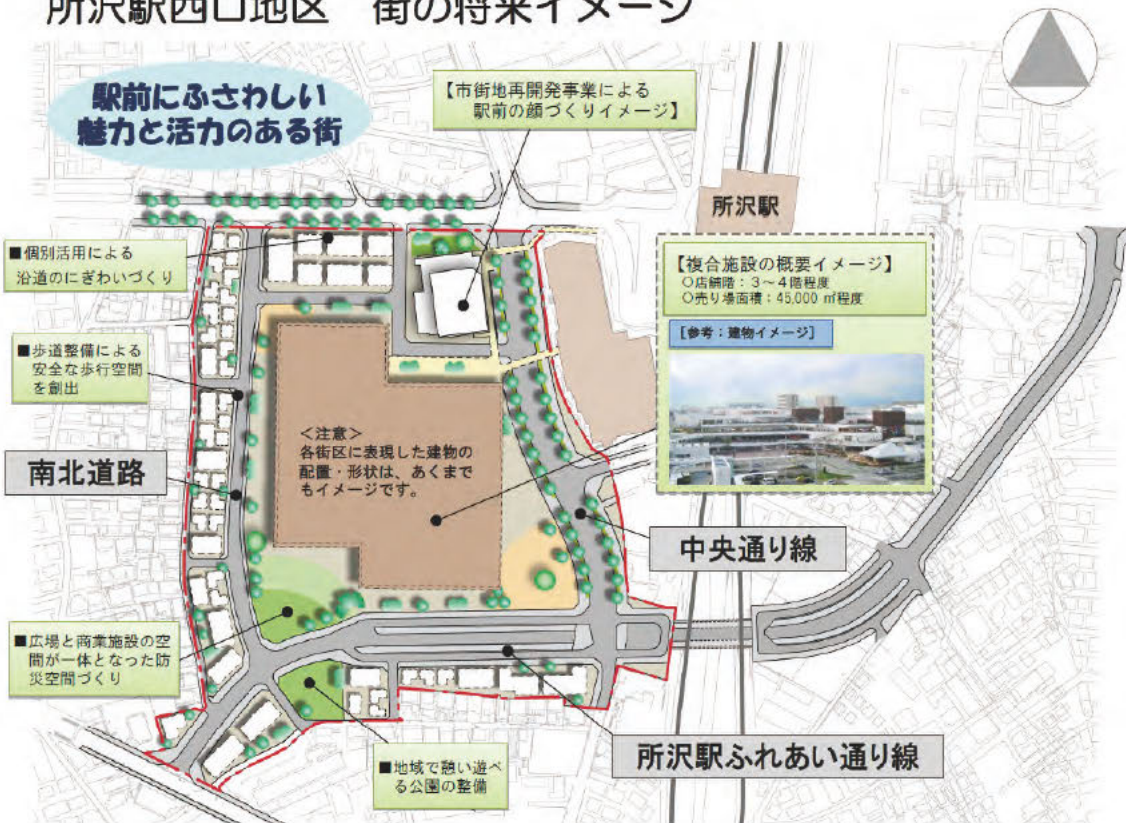 所沢駅西口地区 街の将来イメージ
駅前にふさわしい
魅力と活力のある街
【市街地再開発事業による
駅前の顔づくりイメージ】
所沢駅
■個別活用による
沿道のにぎわいづくり
【複合施設の概要イメージ】
○店舗階：３～４階程度
○売り場面積：45,000 ㎡程度
［参考：建物イメージ］
■歩道整備による
安全な歩行空間
を創出
＜注意＞
各街区に表現した建物の
配置・形状は、あくまで
もイメージです。
南北道路
中央通り線
■広場と商業施設の空
間が一体となった防
災空間づくり
所沢駅ふれあい通り線
■地域で憩い遊べ
る公園の整備